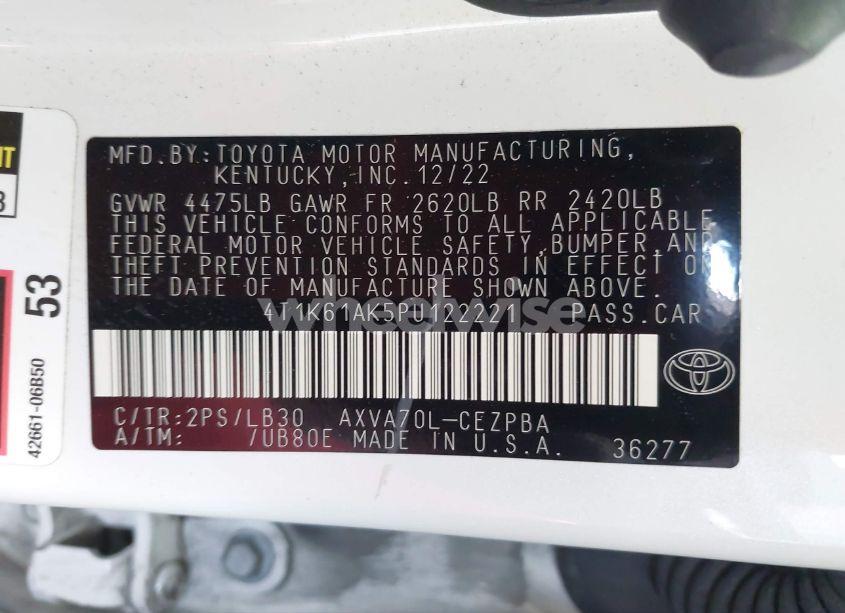 MFD.BY:TOYOTA MOTOR MANUFACTURING,
KENTUCKY,INC.12/22
GVWR 4475LB GAWR FR 2620LB RR 2420LB
THIS VEHICLE CONFORMS TO ALL APPLICABLE
FEDERAL MOTOR VEHICLE SAFETY,BUMPER,AND
THEFT PREVENTION STANDARDS IN EFFECT ON
THE DATE OF MANUFACTURE SHOWN ABOVE.
4T1K61AK5PU122221 PASS.CAR
wheelwise
C/TR:2PS/LB30 AXVA70L-CEZPBA
A/TM: /UB80E MADE IN U.S.A. 36277
53
42661-06B50